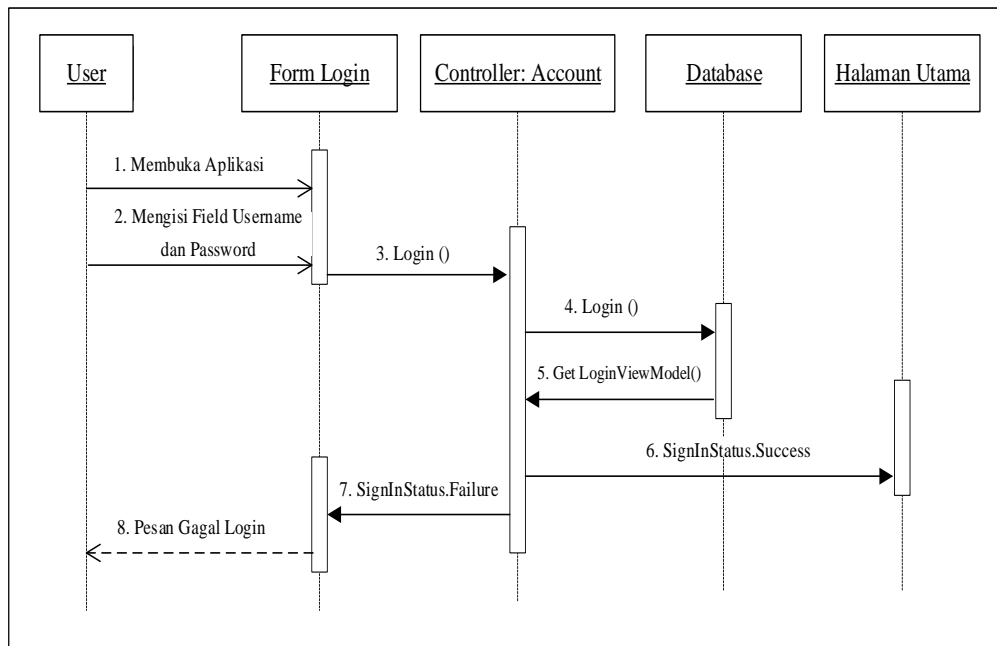 User
Form Login
Controller: Account
Database
Halaman Utama
1. Membuka Aplikasi
2. Mengisi Field Username
dan Password
3. Login ()
4. Login ()
5. Get LoginViewModel()
6. SignInStatus.Success
7. SignInStatus.Failure
8. Pesan Gagal Login